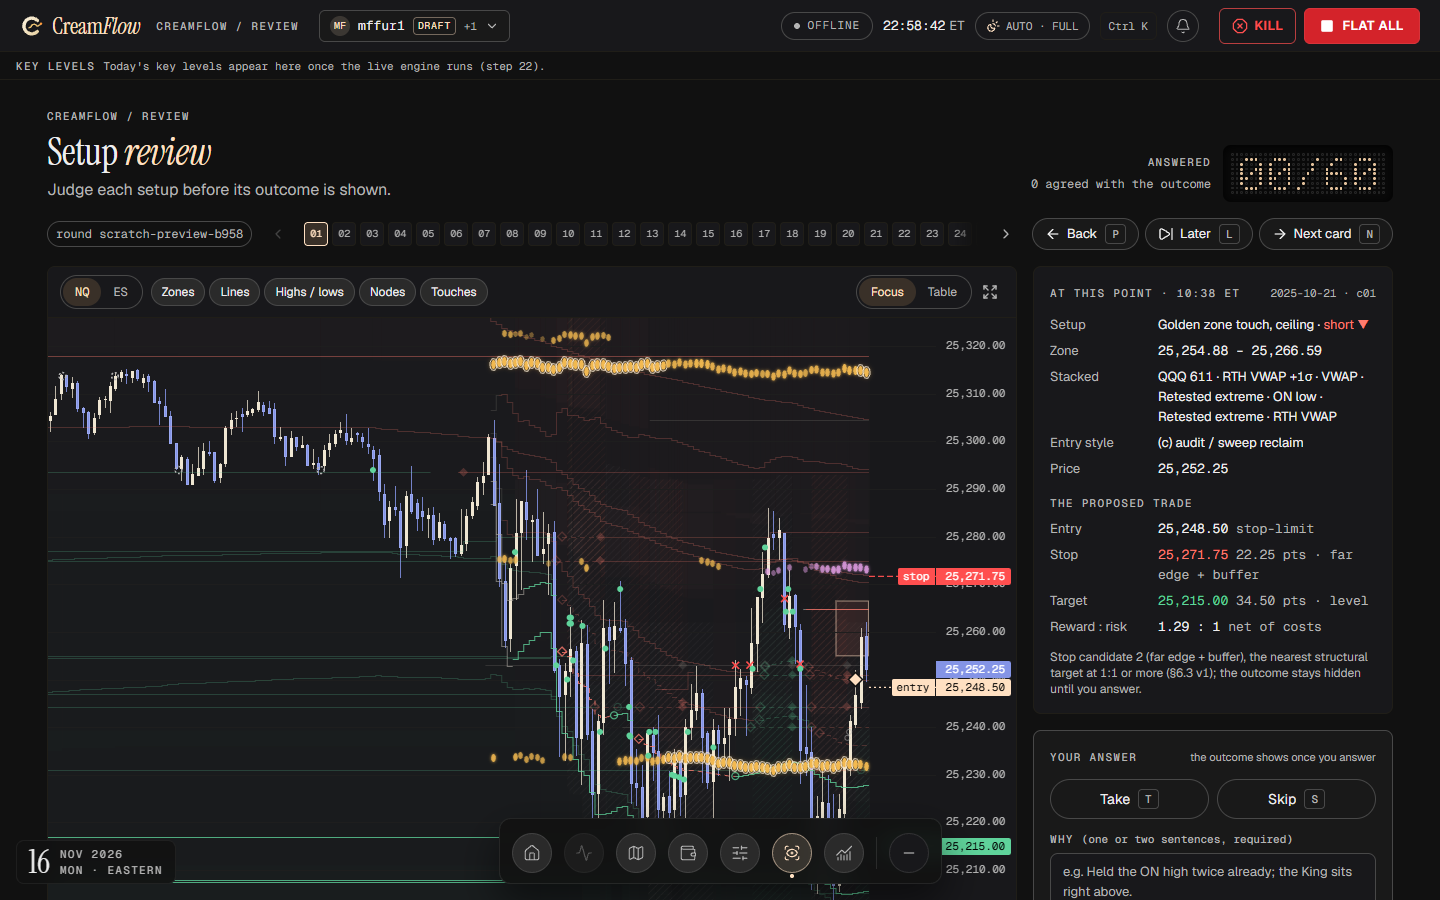 CreamFlow CREAMFLOW / REVIEW MF mffur1 DRAFT +1 OFFLINE 22:58:42 ET AUTO · FULL Ctrl K KILL FLAT ALL
KEY LEVELS Today's key levels appear here once the live engine runs (step 22).
CREAMFLOW / REVIEW
Setup review
Judge each setup before its outcome is shown.
ANSWERED
0 agreed with the outcome
00/60
round scratch-preview-b958 01 02 03 04 05 06 07 08 09 10 11 12 13 14 15 16 17 18 19 20 21 22 23 24
Back P Later L Next card N
NQ ES Zones Lines Highs / lows Nodes Touches Focus Table
25,320.00
25,310.00
25,300.00
25,290.00
25,280.00
stop 25,271.75
25,260.00
25,252.25
entry 25,248.50
25,240.00
25,230.00
25,220.00
25,215.00
25,210.00
AT THIS POINT · 10:38 ET 2025-10-21 · c01
Setup Golden zone touch, ceiling · short ▼
Zone 25,254.88 – 25,266.59
Stacked QQQ 611 · RTH VWAP +1σ · VWAP ·
Retested extreme · ON low ·
Retested extreme · RTH VWAP
Entry style (c) audit / sweep reclaim
Price 25,252.25
THE PROPOSED TRADE
Entry 25,248.50 stop-limit
Stop 25,271.75 22.25 pts · far
edge + buffer
Target 25,215.00 34.50 pts · level
Reward : risk 1.29 : 1 net of costs
Stop candidate 2 (far edge + buffer), the nearest structural
target at 1:1 or more (§6.3 v1); the outcome stays hidden
until you answer.
YOUR ANSWER the outcome shows once you answer
Take T Skip S
WHY (one or two sentences, required)
e.g. Held the ON high twice already; the King sits
right above.
16 NOV 2026
MON · EASTERN